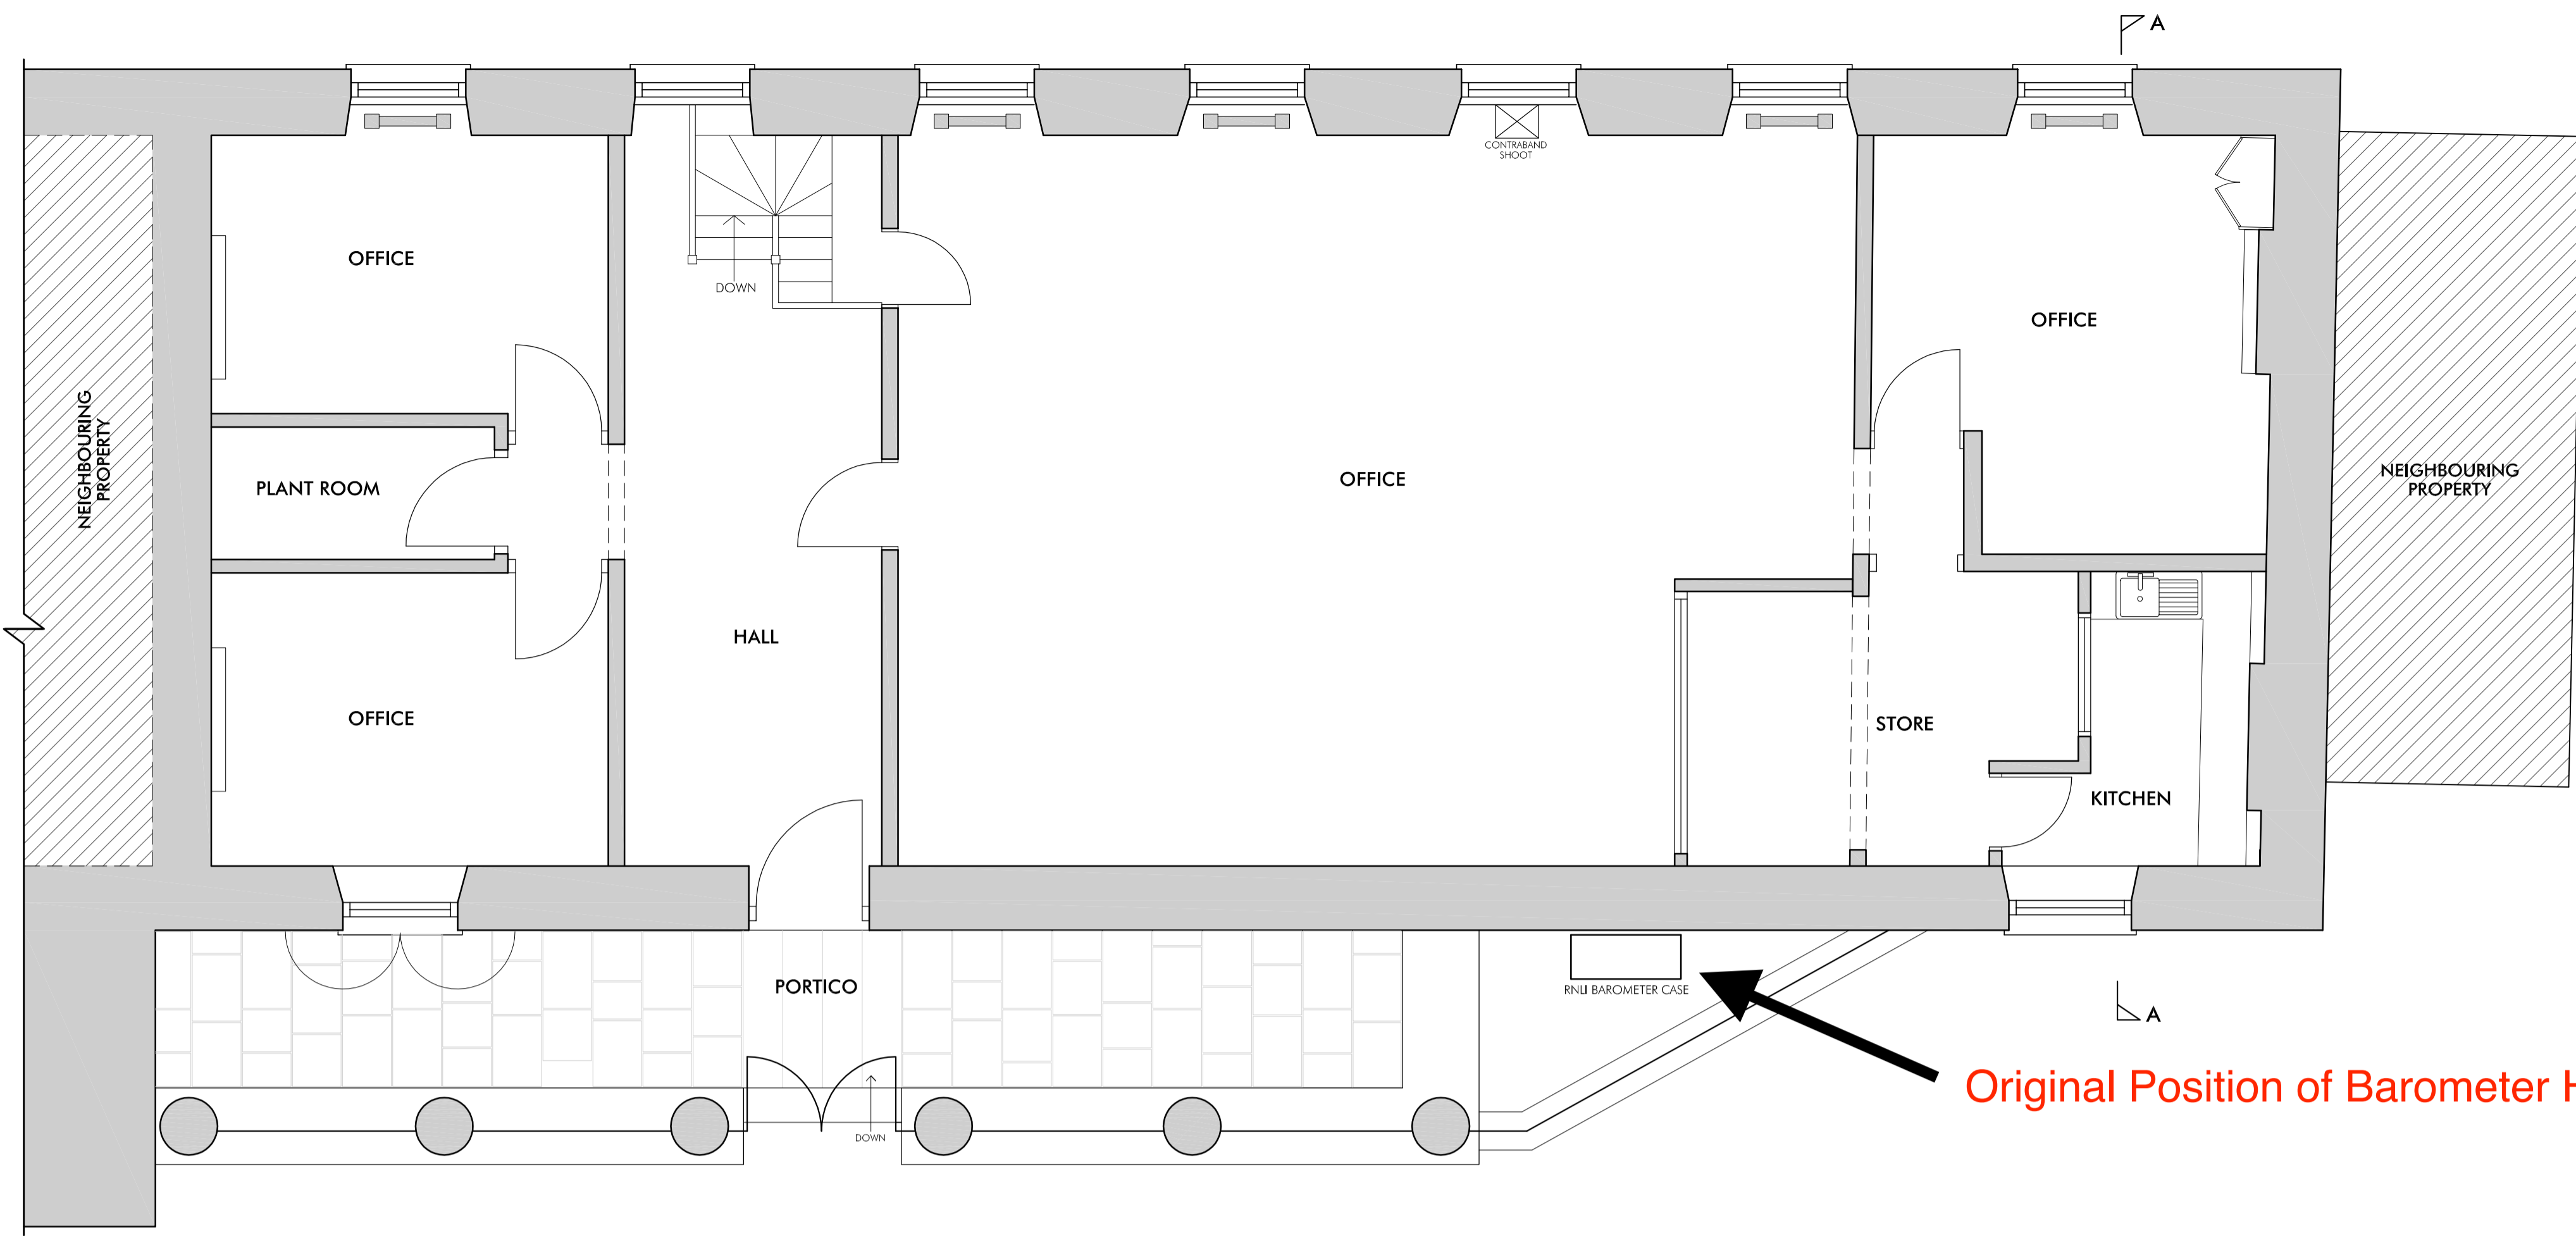 A
CONTRABAND
SHOOT
OFFICE
DOWN
OFFICE
NEIGHBOURING
PROPERTY
PLANT ROOM
OFFICE
NEIGHBOURING
PROPERTY
HALL
OFFICE
STORE
KITCHEN
PORTICO
RNLI BAROMETER CASE
A
Original Position of Barometer H
DOWN